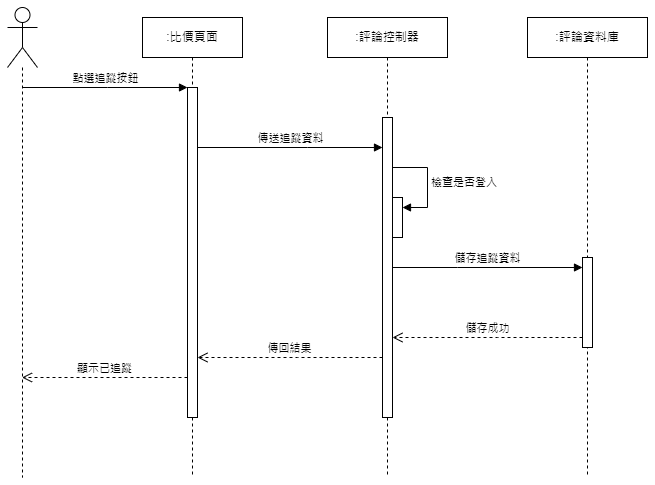 :比價頁面
:評論控制器
:評論資料庫
點選追蹤按鈕
傳送追蹤資料
檢查是否登入
儲存追蹤資料
儲存成功
傳回結果
顯示已追蹤